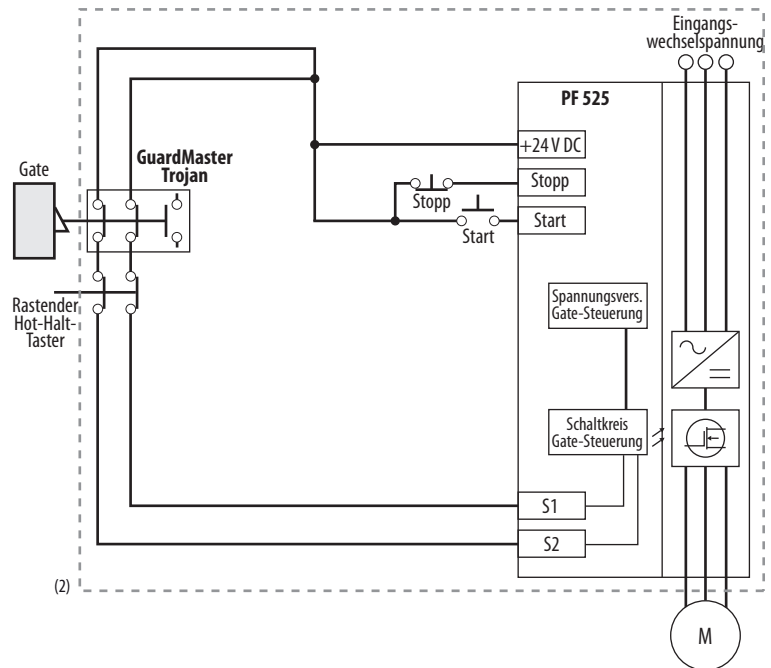 Eingangs-
wechselspannung
PF 525
+24 V DC
GuardMaster
Trojan
Gate
Stopp
Stopp
Start
Start
Rastender
Hot-Halt-
Taster
Spannungsvers.
Gate-Steuerung
Schaltkreis
Gate-Steuerung
S1
S2
(2)
M